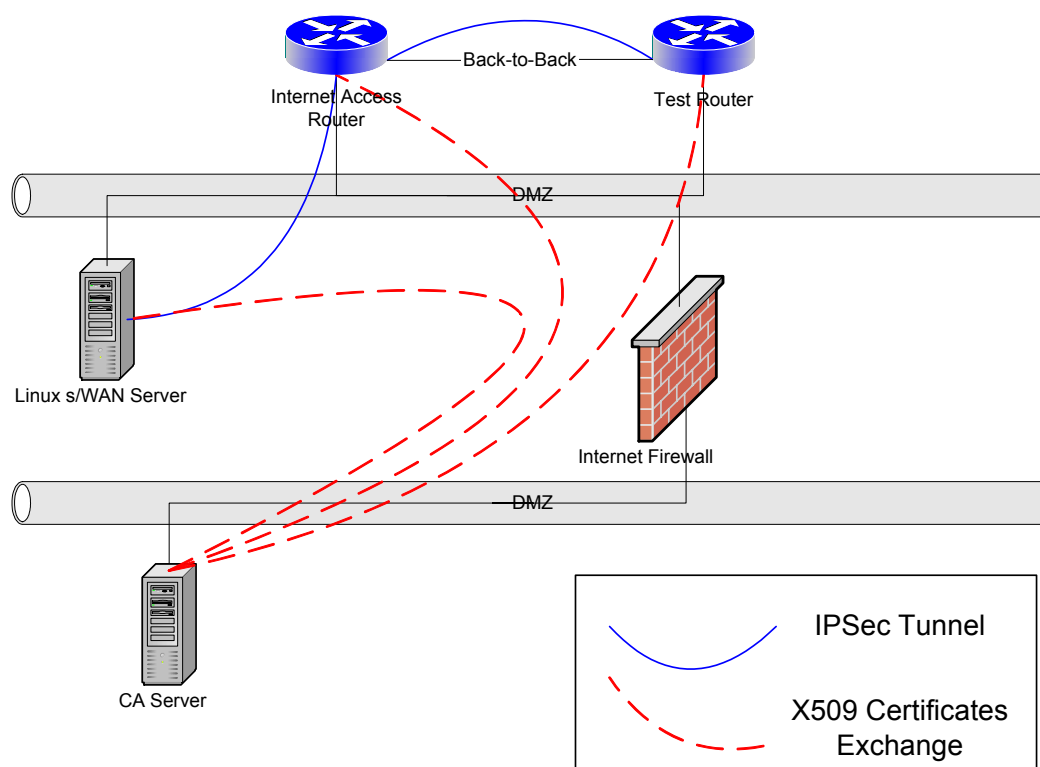 Back-to-Back
Internet Access
Router
Test Router
DMZ
Linux s/WAN Server
Internet Firewall
DMZ
CA Server
IPSec Tunnel
X509 Certificates
Exchange